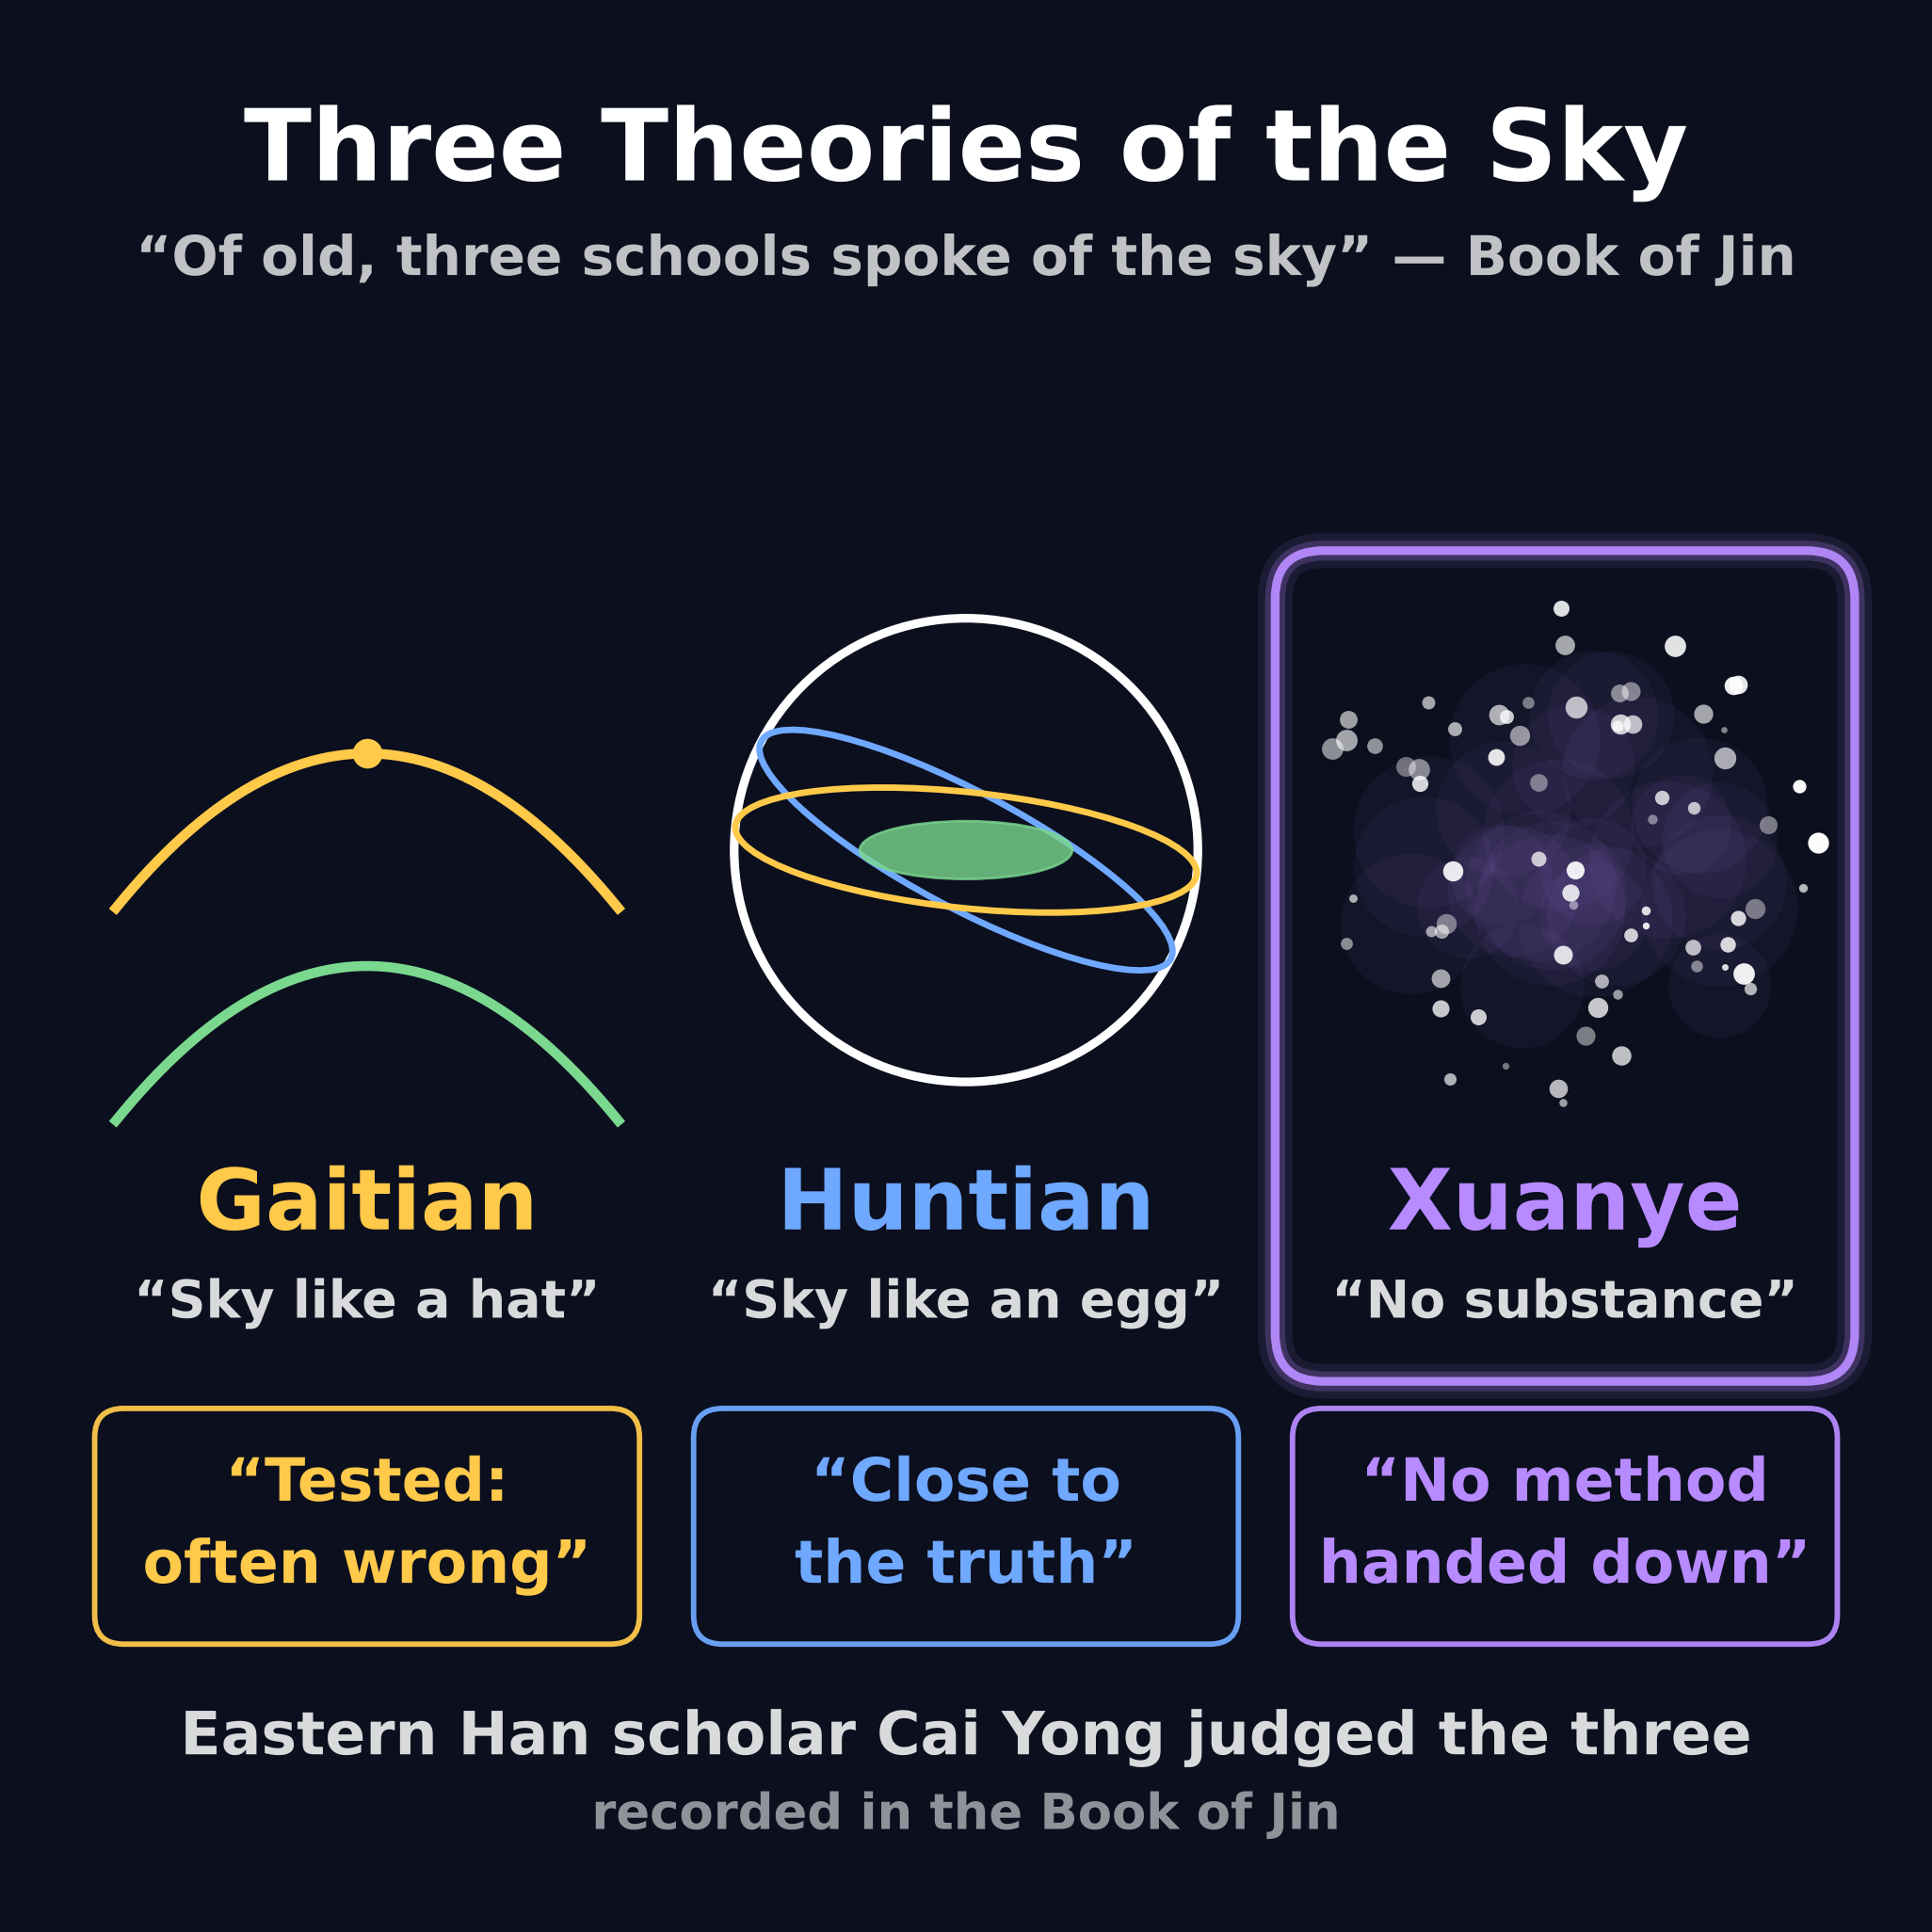 Three Theories of the Sky
“Of old, three schools spoke of the sky” — Book of Jin
Gaitian
“Sky like a hat”
Huntian
“Sky like an egg”
Xuanye
“No substance”
“Tested:
often wrong”
“Close to
the truth”
“No method
handed down”
Eastern Han scholar Cai Yong judged the three
recorded in the Book of Jin